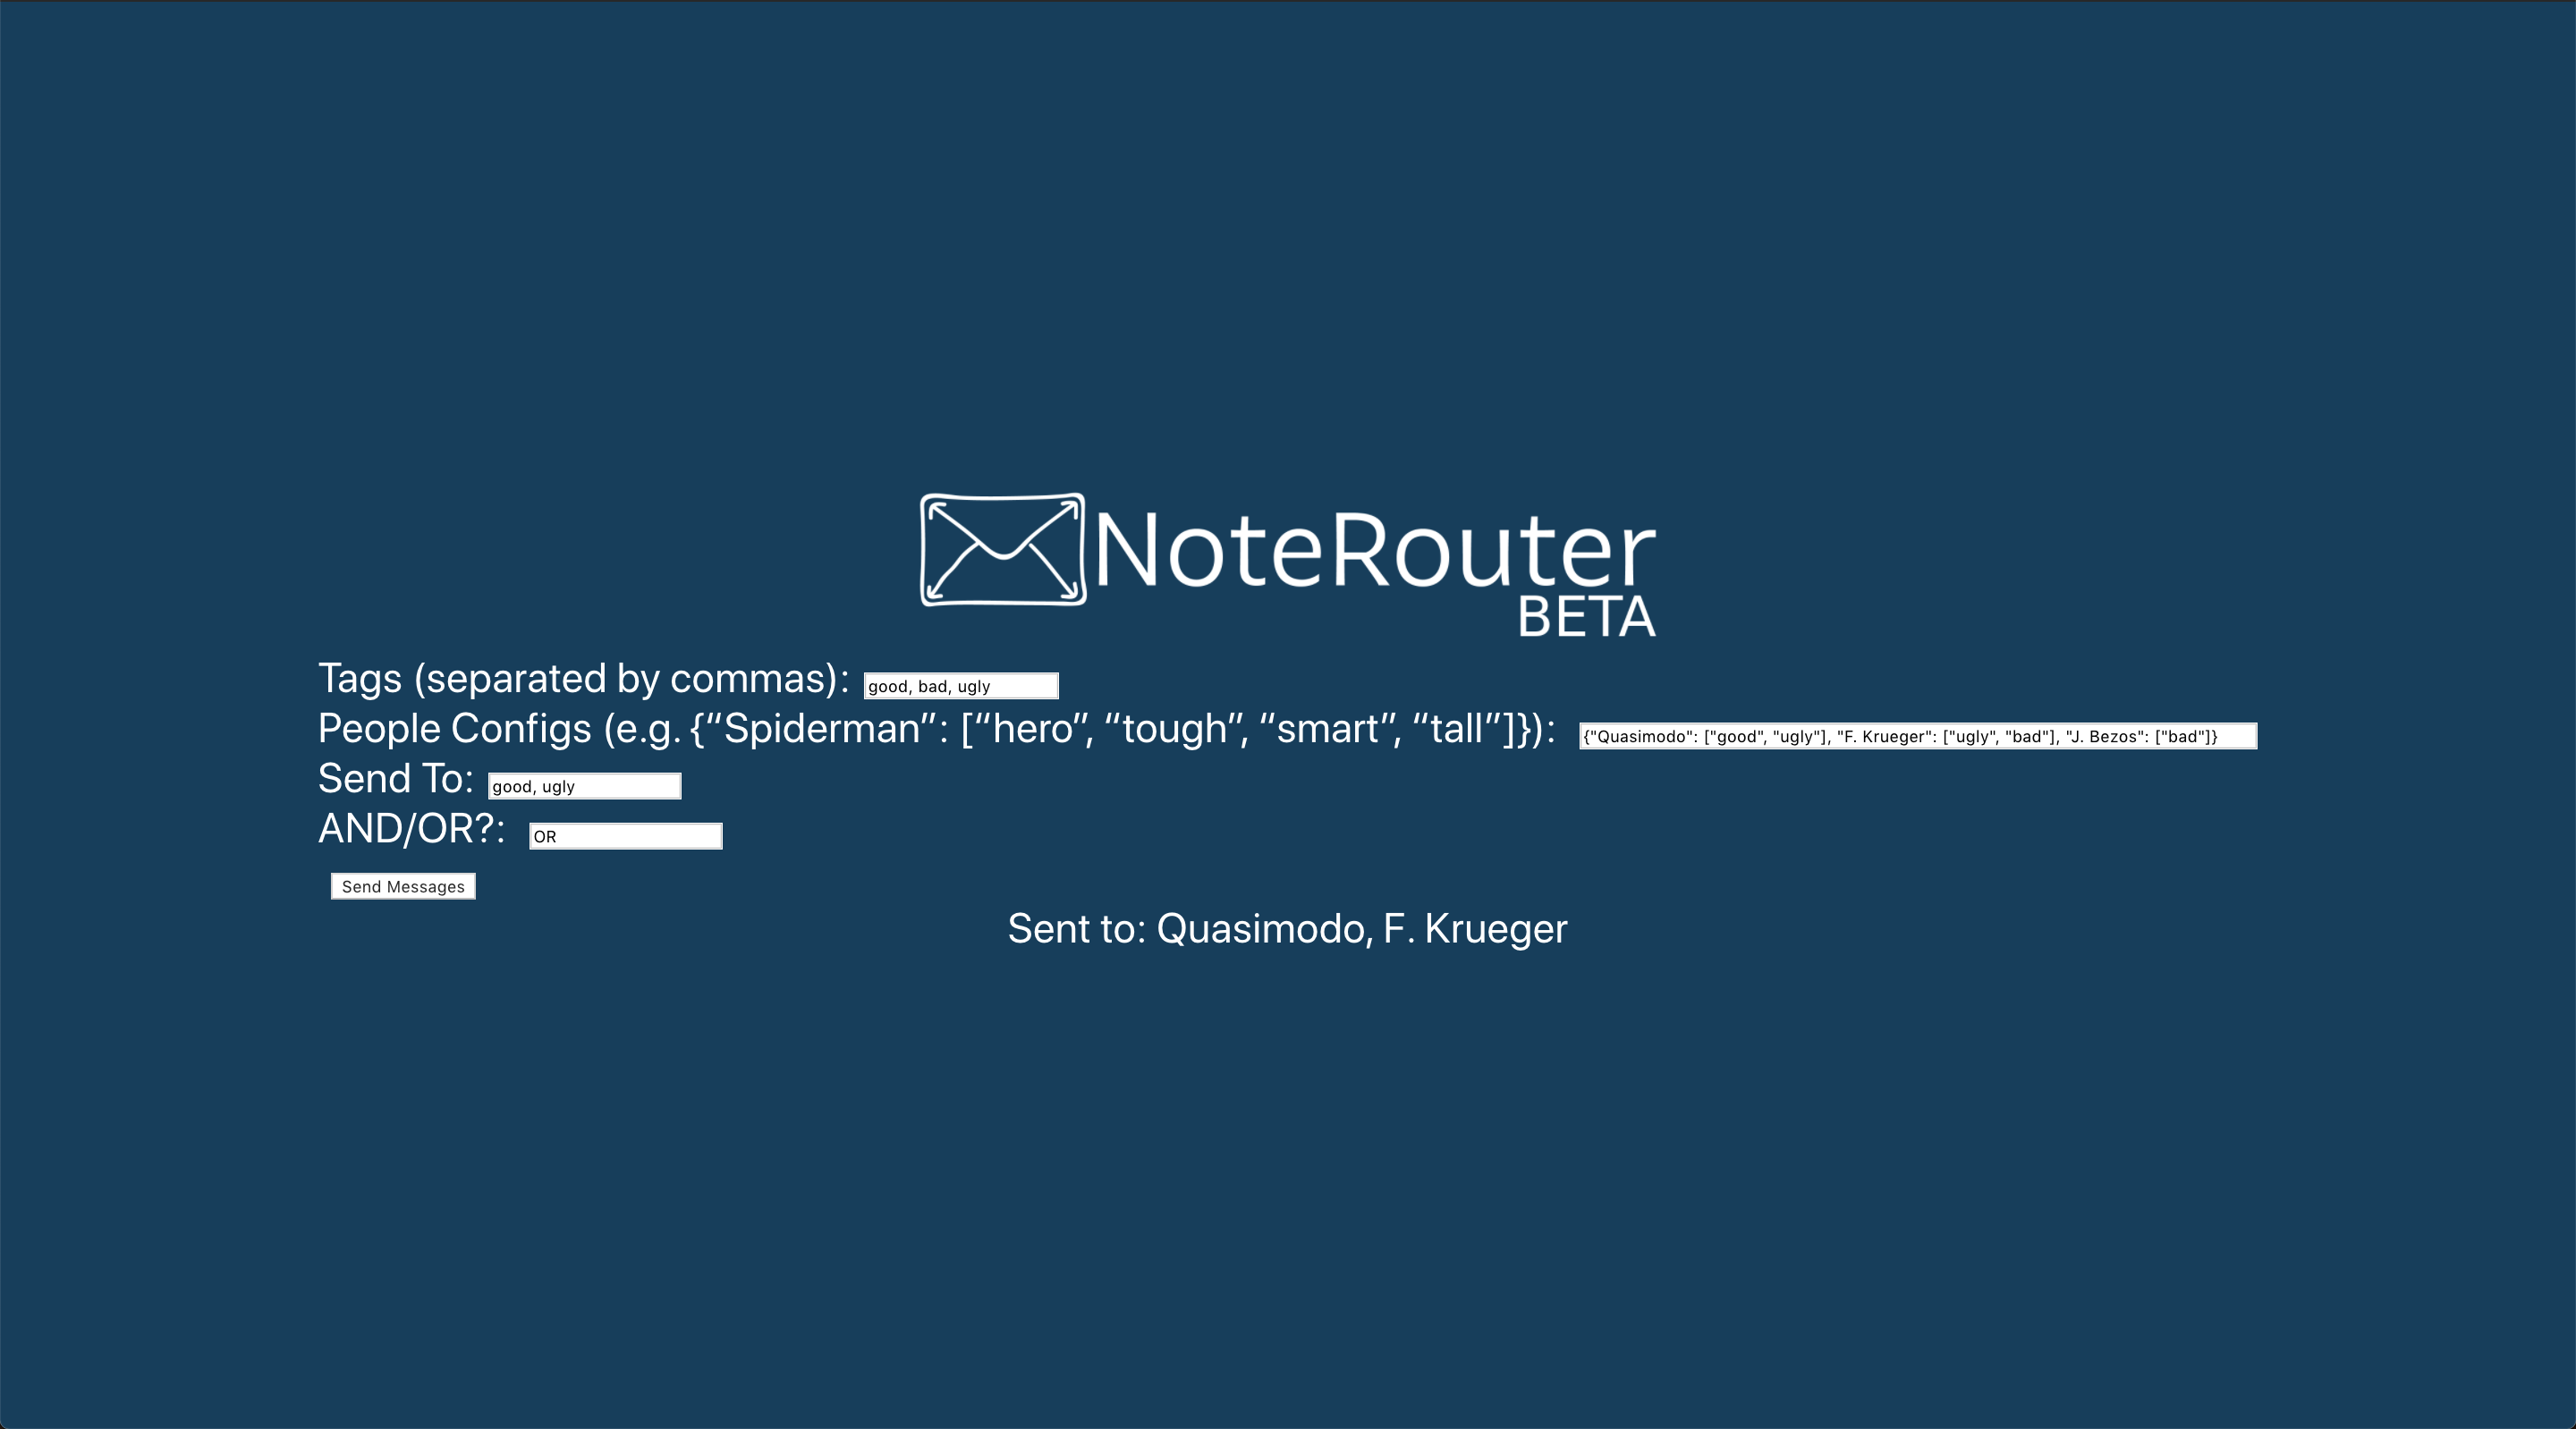 NoteRouter
BETA
Tags (separated by commas): good, bad, ugly
People Configs (e.g. {“Spiderman”: [“hero”, “tough”, “smart”, “tall”]}): {"Quasimodo": ["good", "ugly"], "F. Krueger": ["ugly", "bad"], "J. Bezos": ["bad"]}
Send To: good, ugly
AND/OR?: OR
Send Messages
Sent to: Quasimodo, F. Krueger